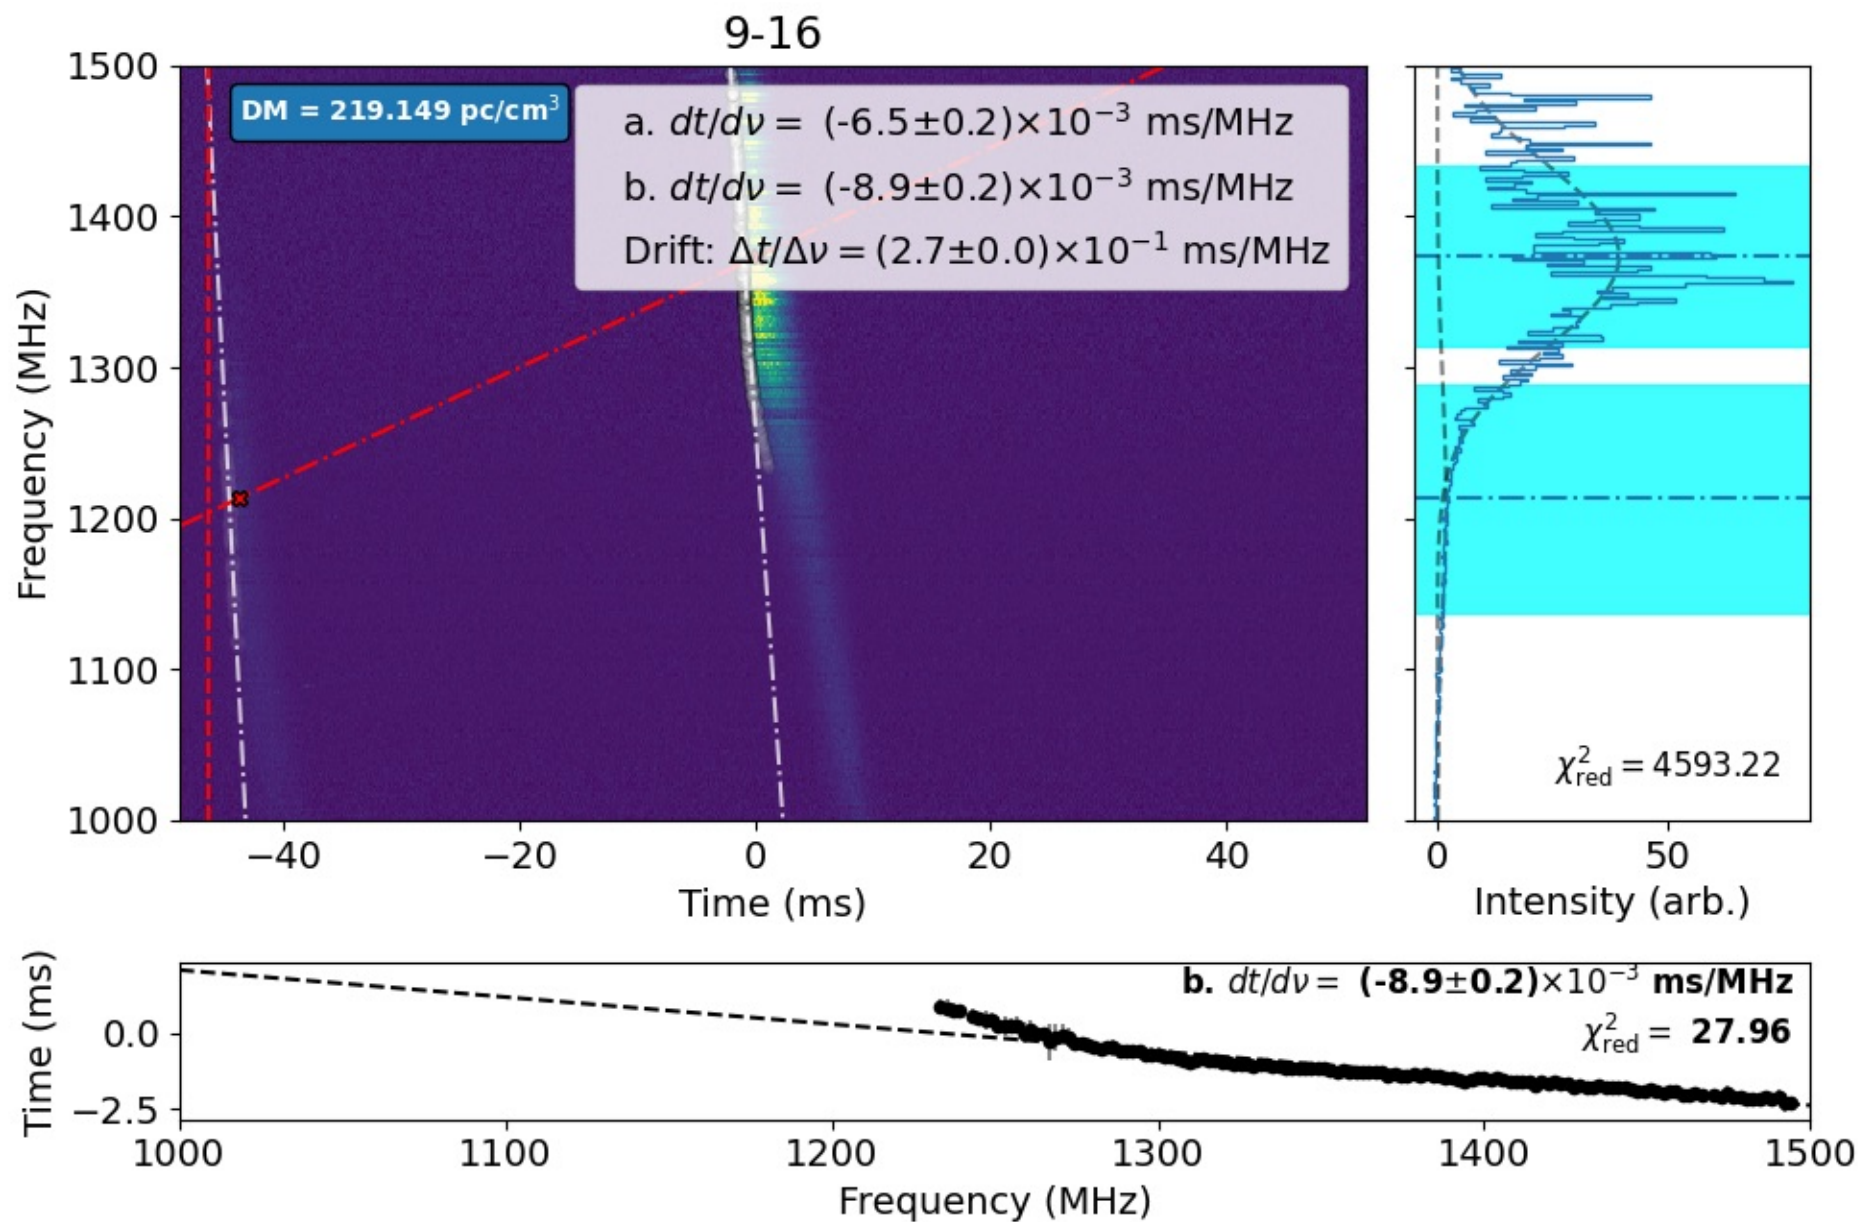 9-16
DM = 219.149 pc/cm³
a. dt/dν = (-6.5±0.2)×10⁻³ ms/MHz
b. dt/dν = (-8.9±0.2)×10⁻³ ms/MHz
Drift: Δt/Δν = (2.7±0.0)×10⁻¹ ms/MHz
1500
1400
1300
1200
1100
1000
Frequency (MHz)
−40 −20 0 20 40
Time (ms)
χ²red = 4593.22
0 50
Intensity (arb.)
b. dt/dν = (-8.9±0.2)×10⁻³ ms/MHz
χ²red = 27.96
0.0
−2.5
Time (ms)
1000 1100 1200 1300 1400 1500
Frequency (MHz)